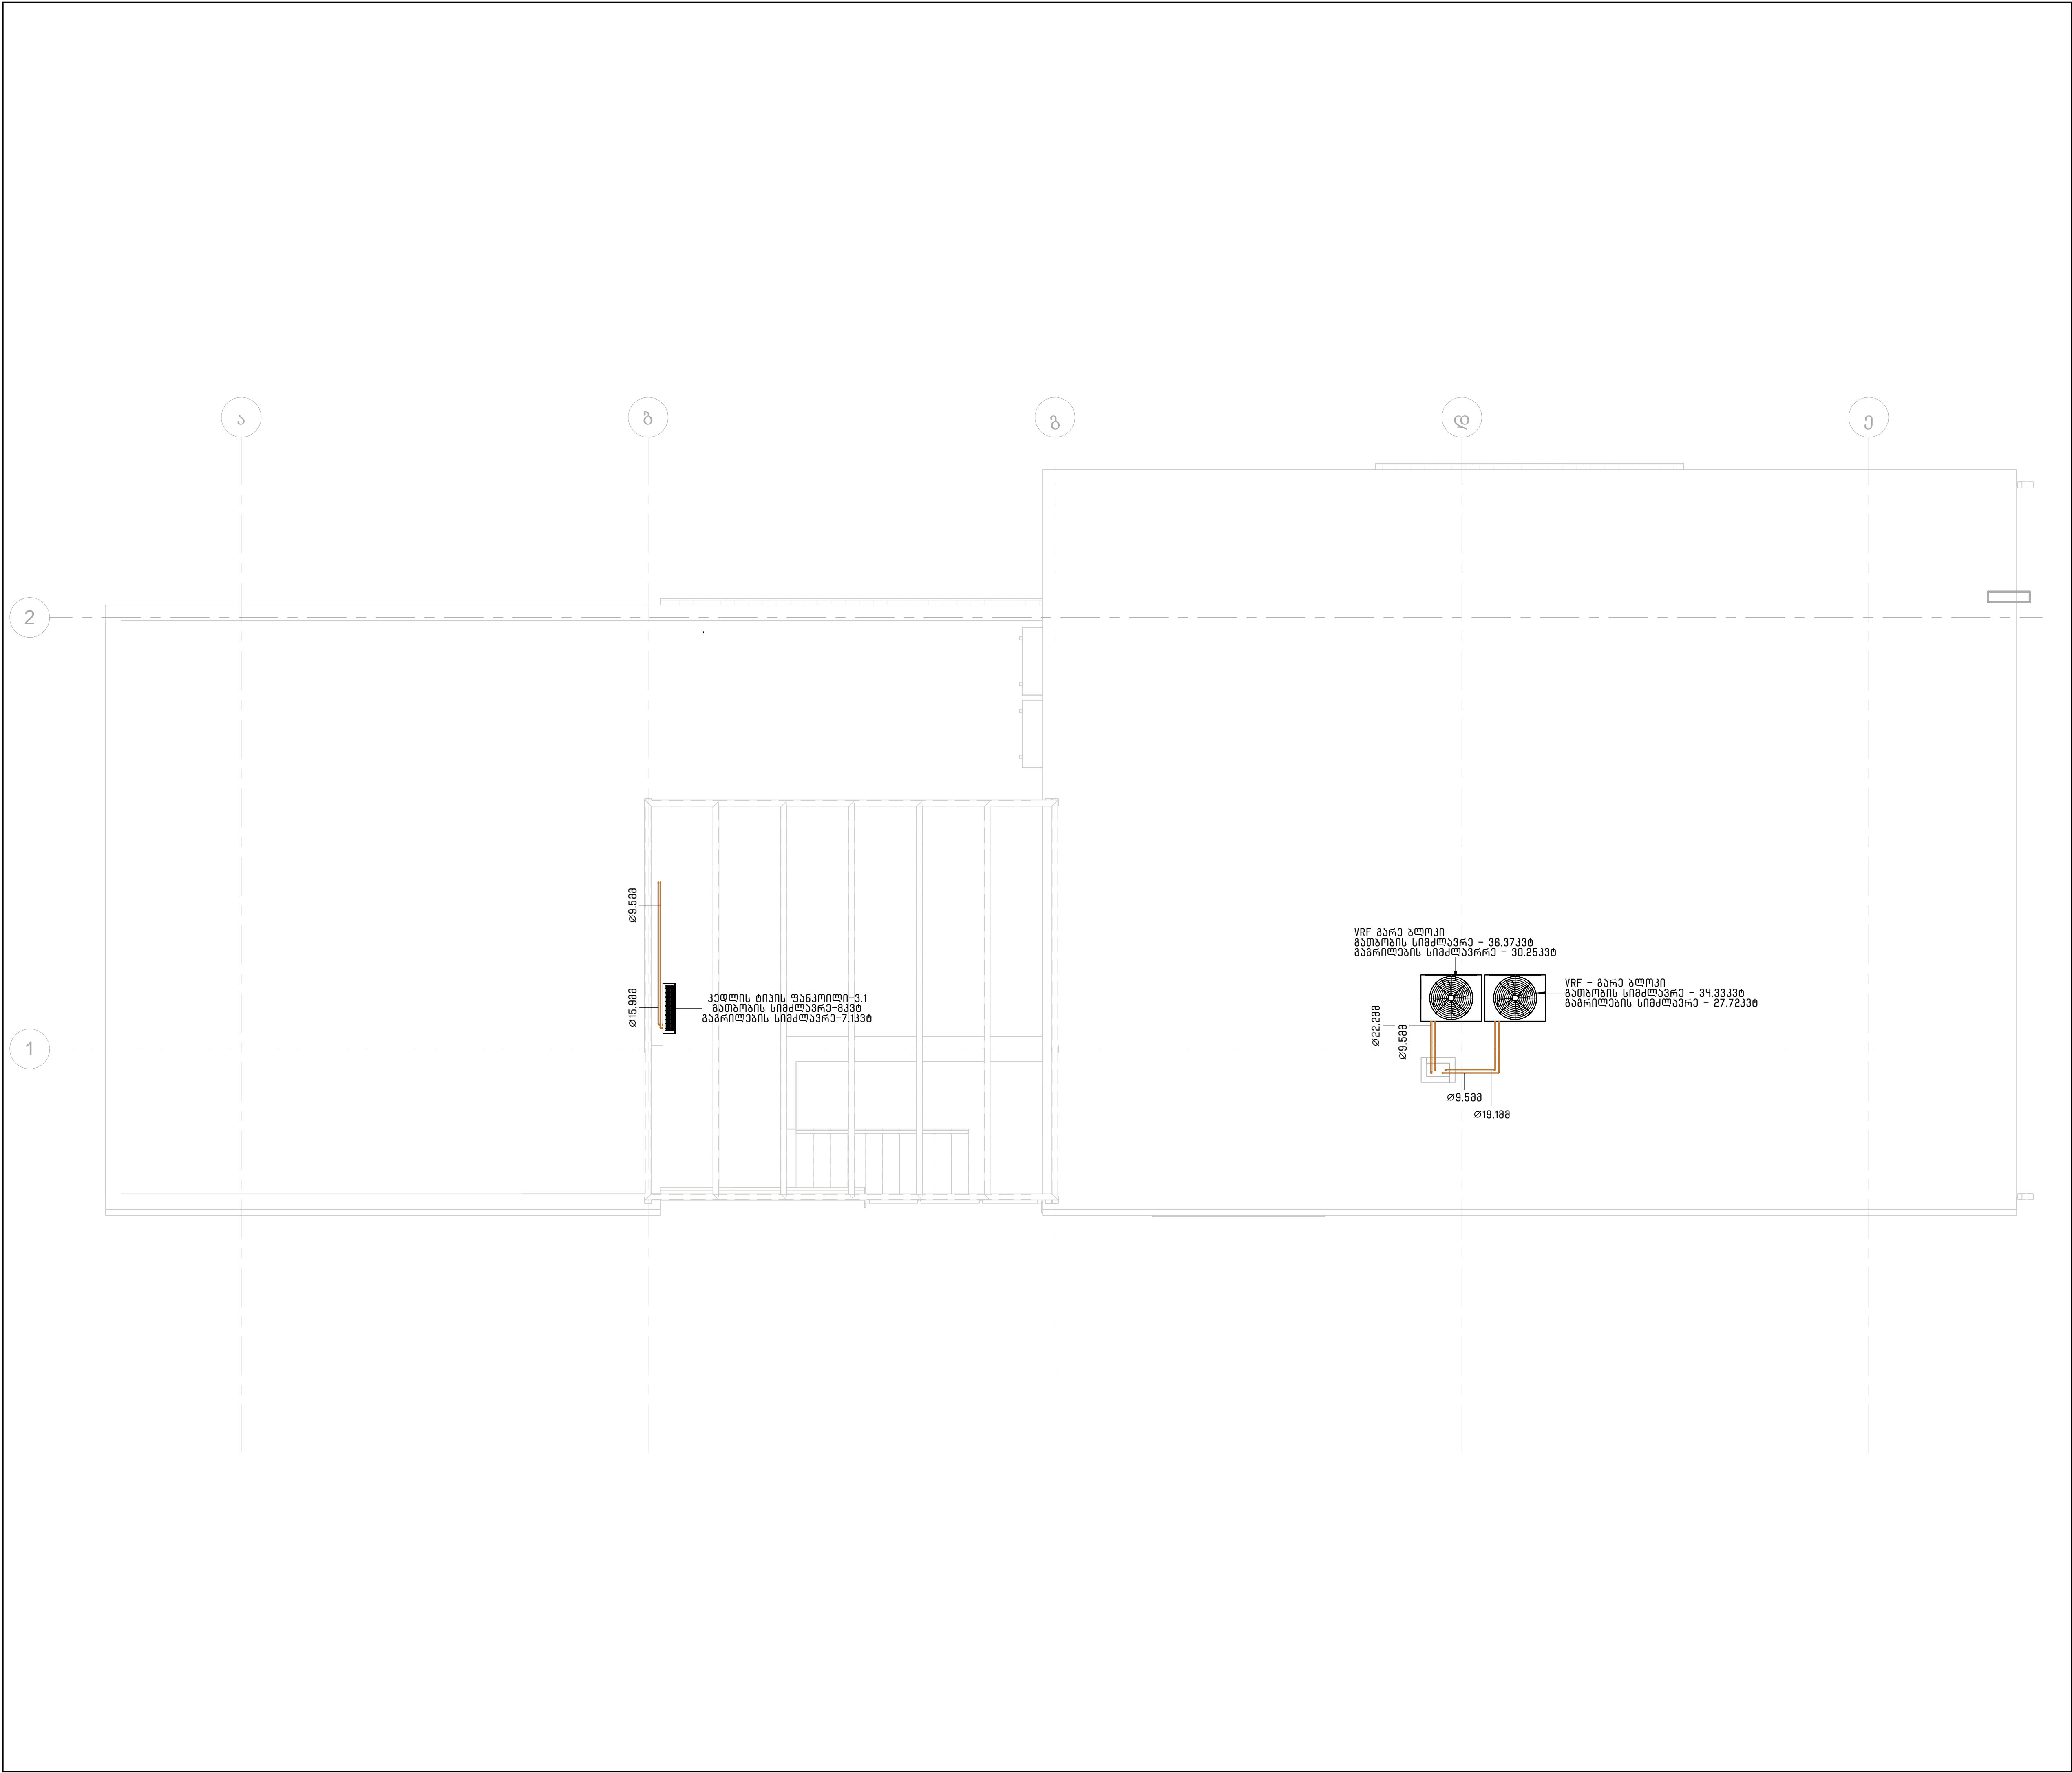 ა
ბ
გ
დ
ე
2
1
Ø9.5მმ
Ø15.9მმ
კედლის ტიპის ფანკოილი-3.1
გათბობის სიმძლავრე-8კვტ
გაგრილების სიმძლავრე-7.1კვტ
VRF გარე ბლოკი
გათბობის სიმძლავრე - 36.37კვტ
გაგრილების სიმძლავრრე - 30.25კვტ
VRF - გარე ბლოკი
გათბობის სიმძლავრე - 34.33კვტ
გაგრილების სიმძლავრე - 27.72კვტ
Ø22.2მმ
Ø9.5მმ
Ø9.5მმ
Ø19.1მმ